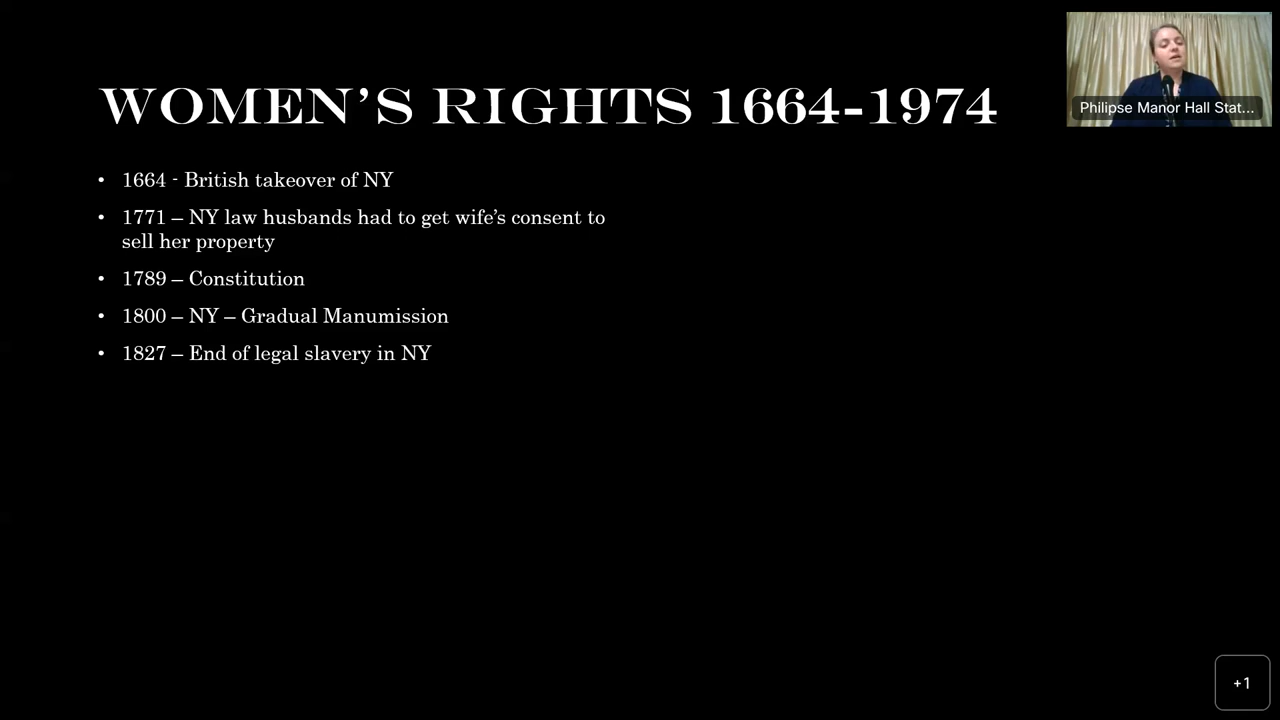 WOMEN'S RIGHTS 1664-1974
Philipse Manor Hall Stat...
• 1664 - British takeover of NY
• 1771 – NY law husbands had to get wife's consent to
sell her property
• 1789 – Constitution
• 1800 – NY – Gradual Manumission
• 1827 – End of legal slavery in NY
+1